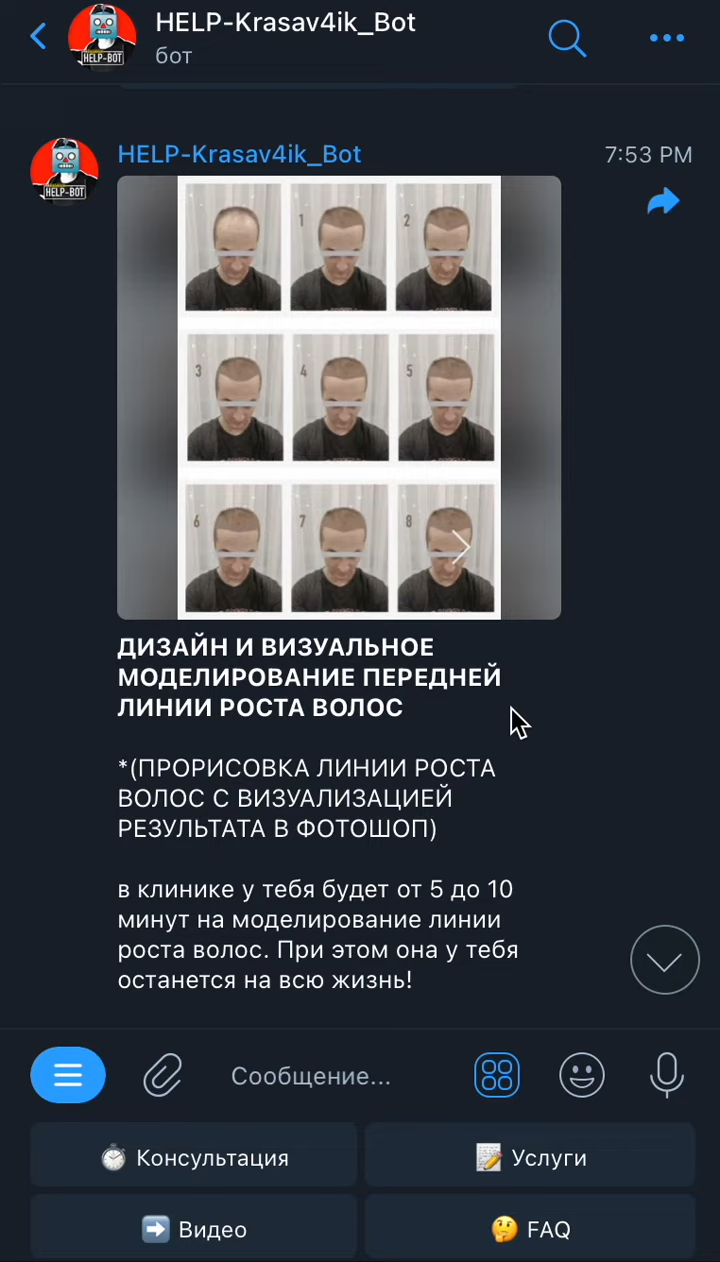 HELP-Krasav4ik_Bot
бот
HELP-BOT
HELP-Krasav4ik_Bot
7:53 PM
HELP-BOT
1
2
3
4
5
6
7
8
ДИЗАЙН И ВИЗУАЛЬНОЕ
МОДЕЛИРОВАНИЕ ПЕРЕДНЕЙ
ЛИНИИ РОСТА ВОЛОС
*(ПРОРИСОВКА ЛИНИИ РОСТА
ВОЛОС С ВИЗУАЛИЗАЦИЕЙ
РЕЗУЛЬТАТА В ФОТОШОП)
в клинике у тебя будет от 5 до 10
минут на моделирование линии
роста волос. При этом она у тебя
останется на всю жизнь!
Сообщение...
Консультация
Услуги
Видео
FAQ